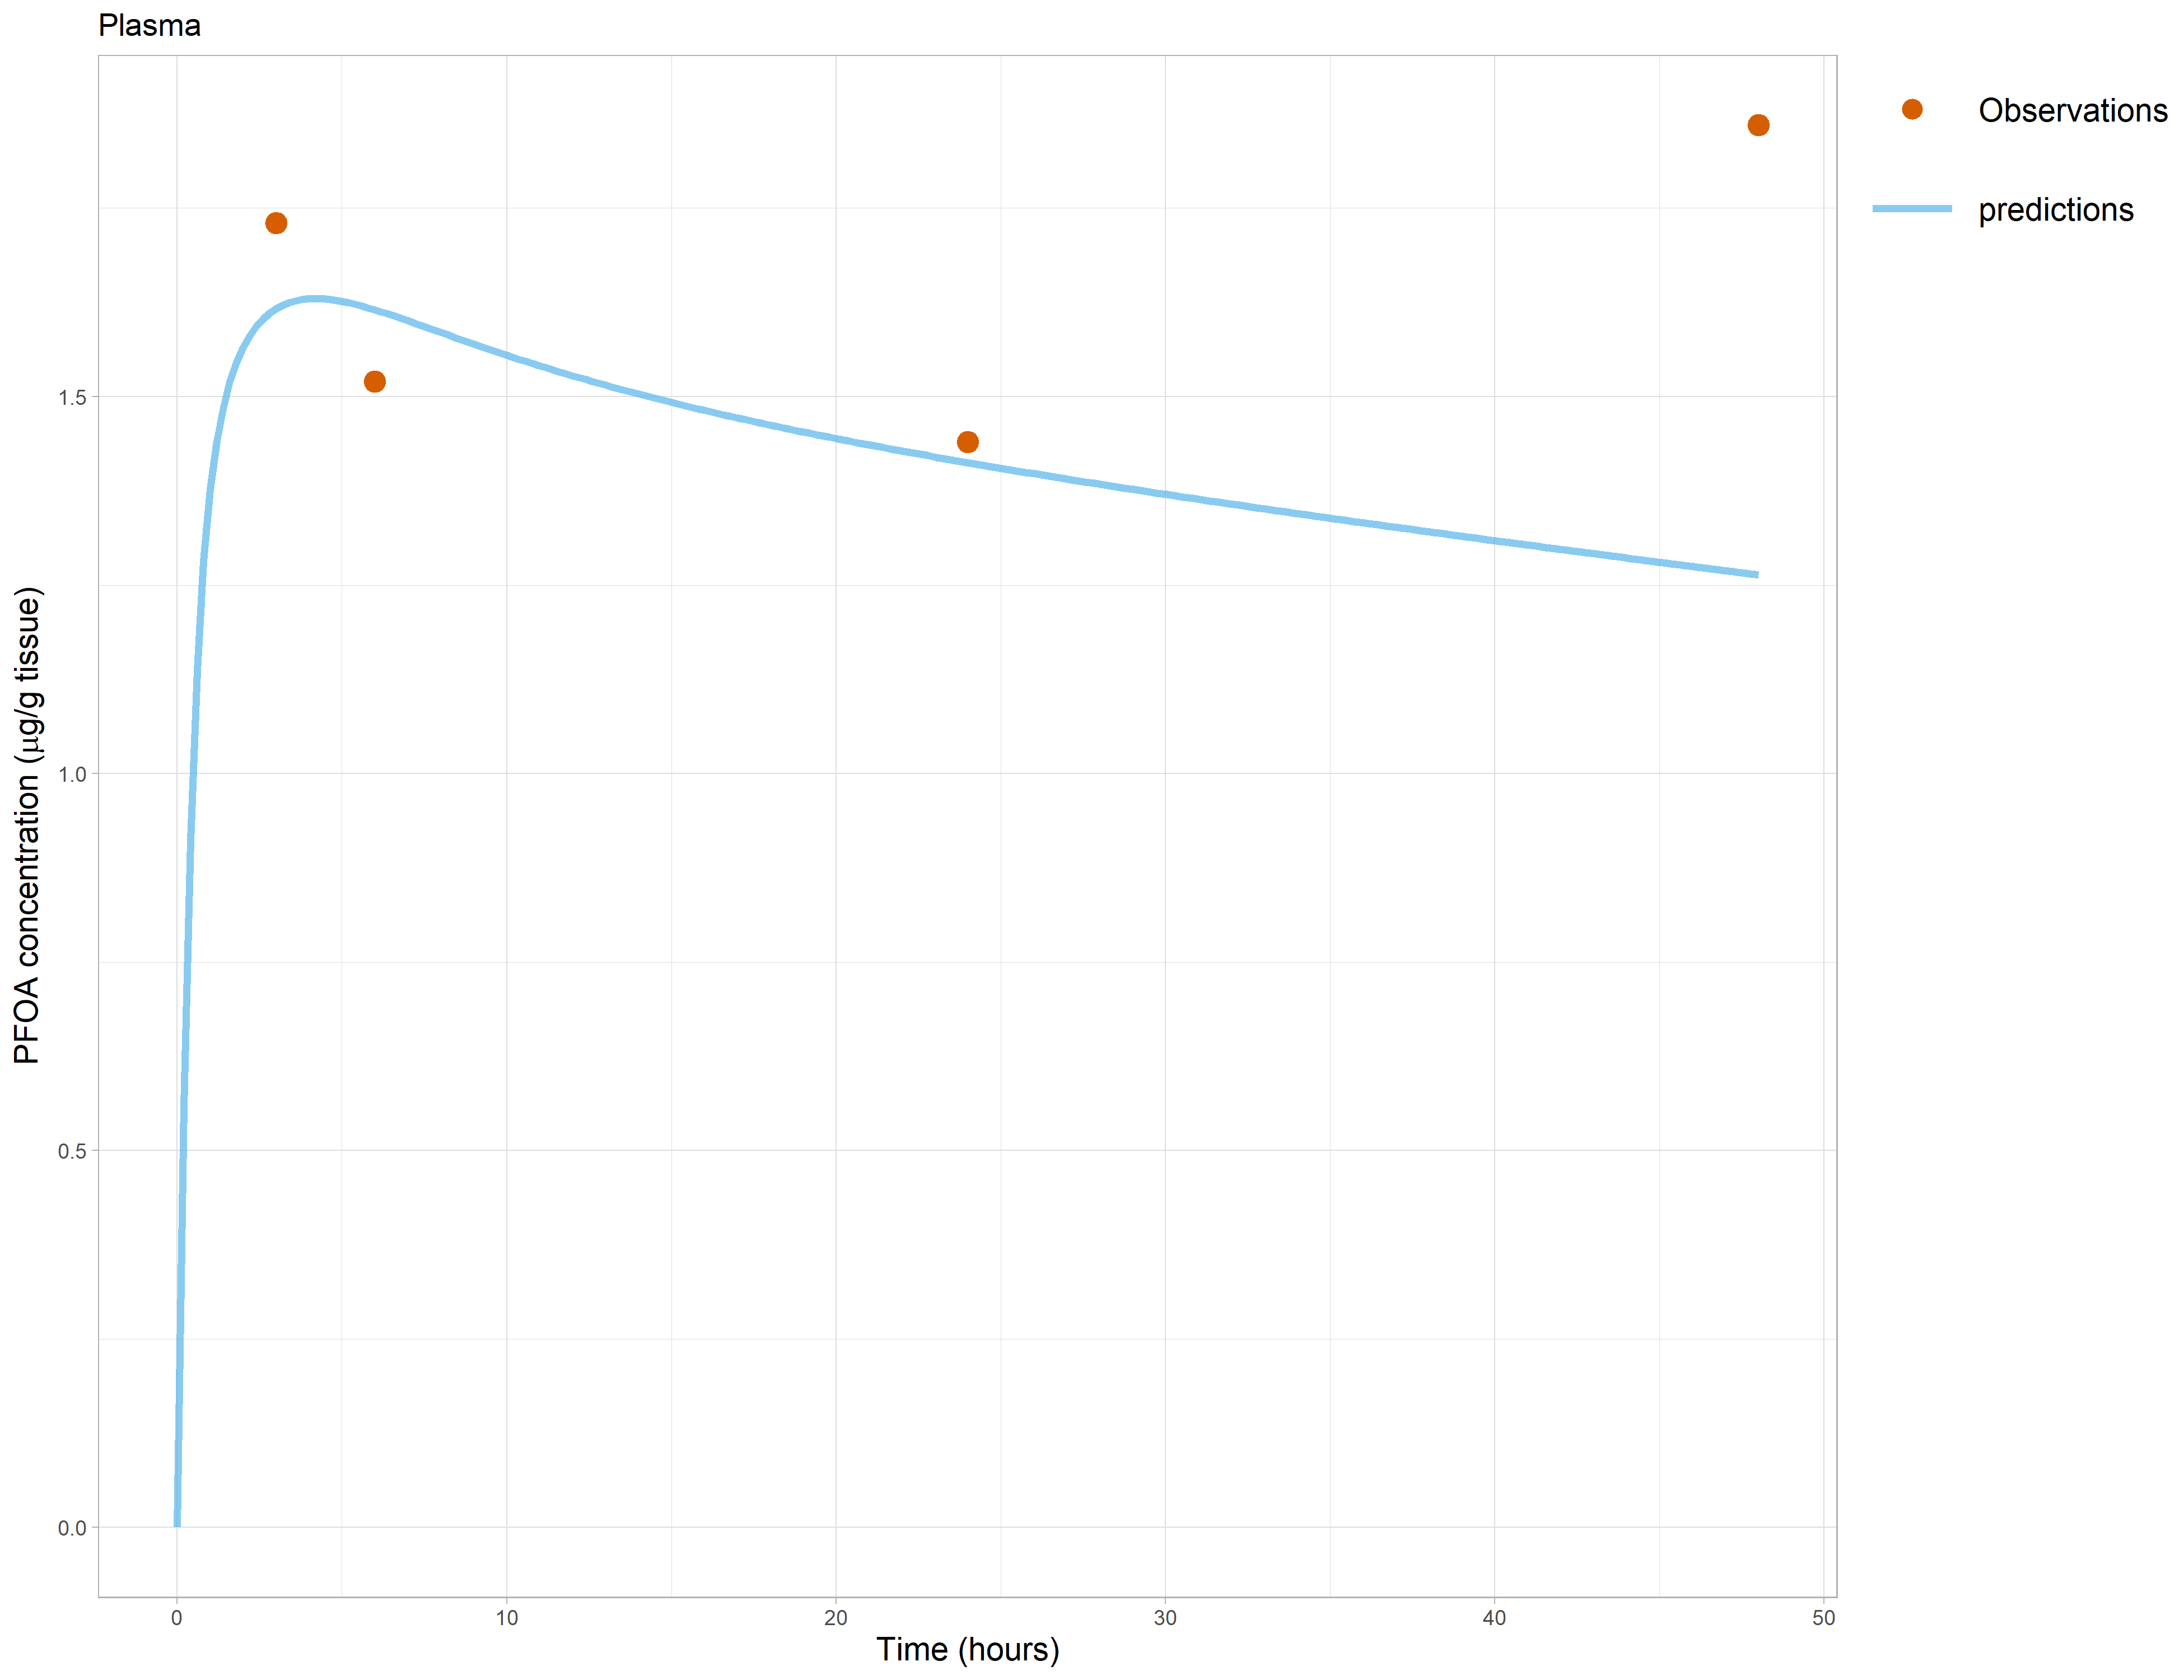 Plasma
Observations
predictions
PFOA concentration (μg/g tissue)
1.5
1.0
0.5
0.0
0 10 20 30 40 50
Time (hours)